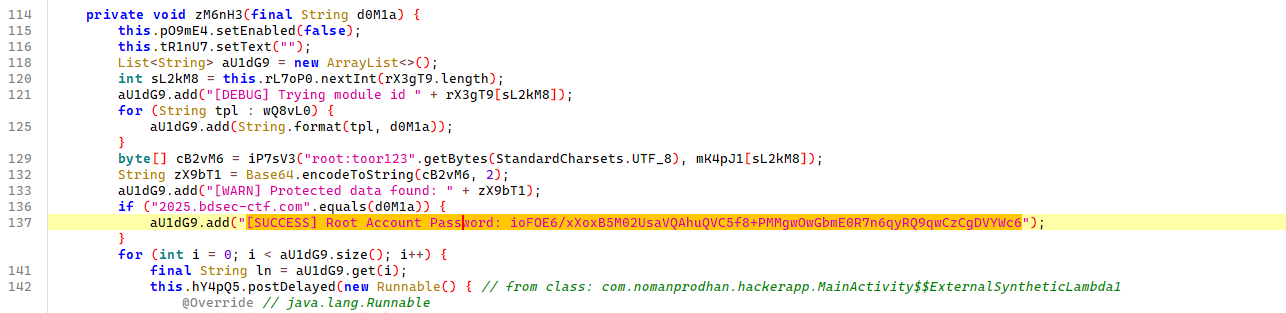 114 private void zM6nH3(final String d0M1a) {
115 this.pO9mE4.setEnabled(false);
116 this.tR1nU7.setText("");
118 List<String> aU1dG9 = new ArrayList<>();
120 int sL2kM8 = this.rL7oP0.nextInt(rX3gT9.length);
121 aU1dG9.add("[DEBUG] Trying module id " + rX3gT9[sL2kM8]);
for (String tpl : wQ8vL0) {
125 aU1dG9.add(String.format(tpl, d0M1a));
}
129 byte[] cB2vM6 = iP7sV3("root:toor123".getBytes(StandardCharsets.UTF_8), mK4pJ1[sL2kM8]);
132 String zX9bT1 = Base64.encodeToString(cB2vM6, 2);
133 aU1dG9.add("[WARN] Protected data found: " + zX9bT1);
136 if ("2025.bdsec-ctf.com".equals(d0M1a)) {
137 aU1dG9.add("[SUCCESS] Root Account Password: ioFOE6/xXoxB5M02UsaVQAhuQVC5f8+PMMgwOwGbmE0R7n6qyRQ9qwCzCgDVYWc6");
}
for (int i = 0; i < aU1dG9.size(); i++) {
141 final String ln = aU1dG9.get(i);
142 this.hY4pQ5.postDelayed(new Runnable() { // from class: com.nomanprodhan.hackerapp.MainActivity$$ExternalSyntheticLambda1
@Override // java.lang.Runnable